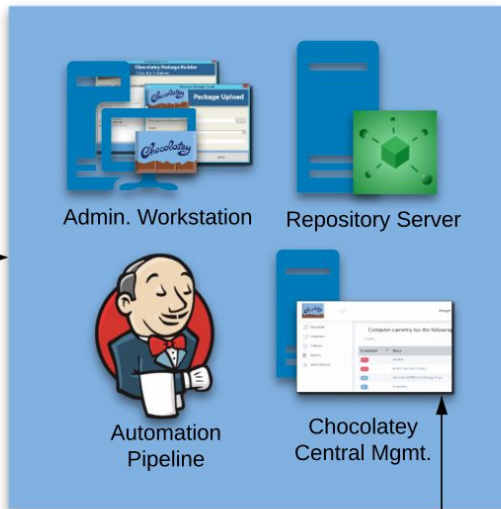 Chocolatey Package Builder
Package Upload
Chocolatey
Chocolatey
Admin. Workstation
Repository Server
Computer currently has the following
Automation
Pipeline
Chocolatey
Central Mgmt.